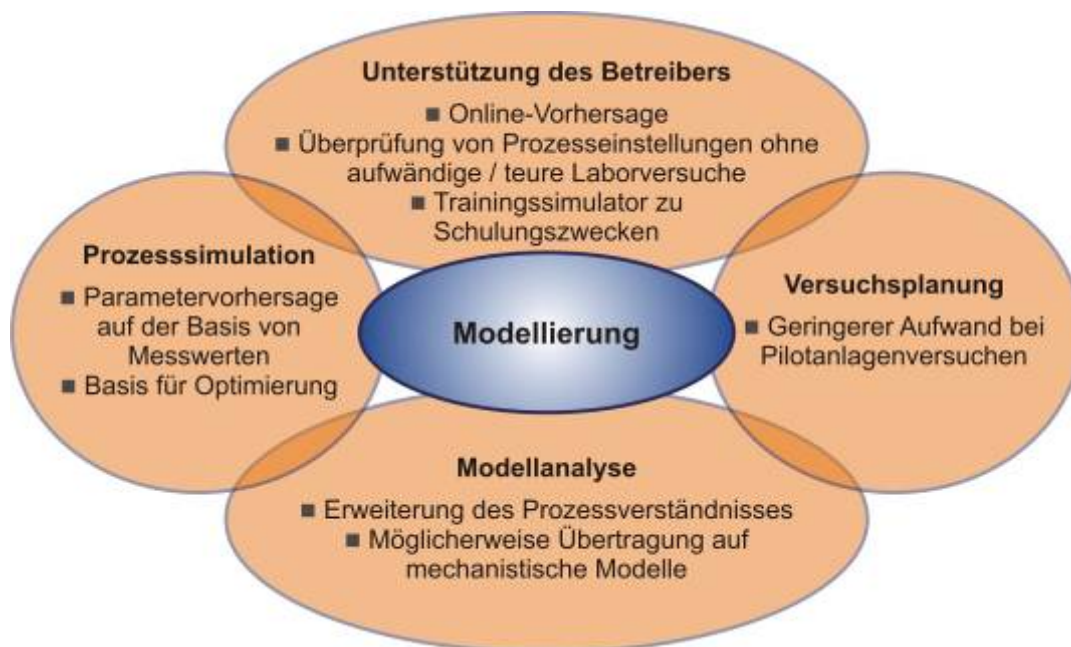 Unterstützung des Betreibers
■ Online-Vorhersage
■ Überprüfung von Prozesseinstellungen ohne
aufwändige / teure Laborversuche
■ Trainingssimulator zu
Schulungszwecken
Prozesssimulation
■ Parametervorhersage
auf der Basis von
Messwerten
■ Basis für Optimierung
Modellierung
Versuchsplanung
■ Geringerer Aufwand bei
Pilotanlagenversuchen
Modellanalyse
■ Erweiterung des Prozessverständnisses
■ Möglicherweise Übertragung auf
mechanistische Modelle